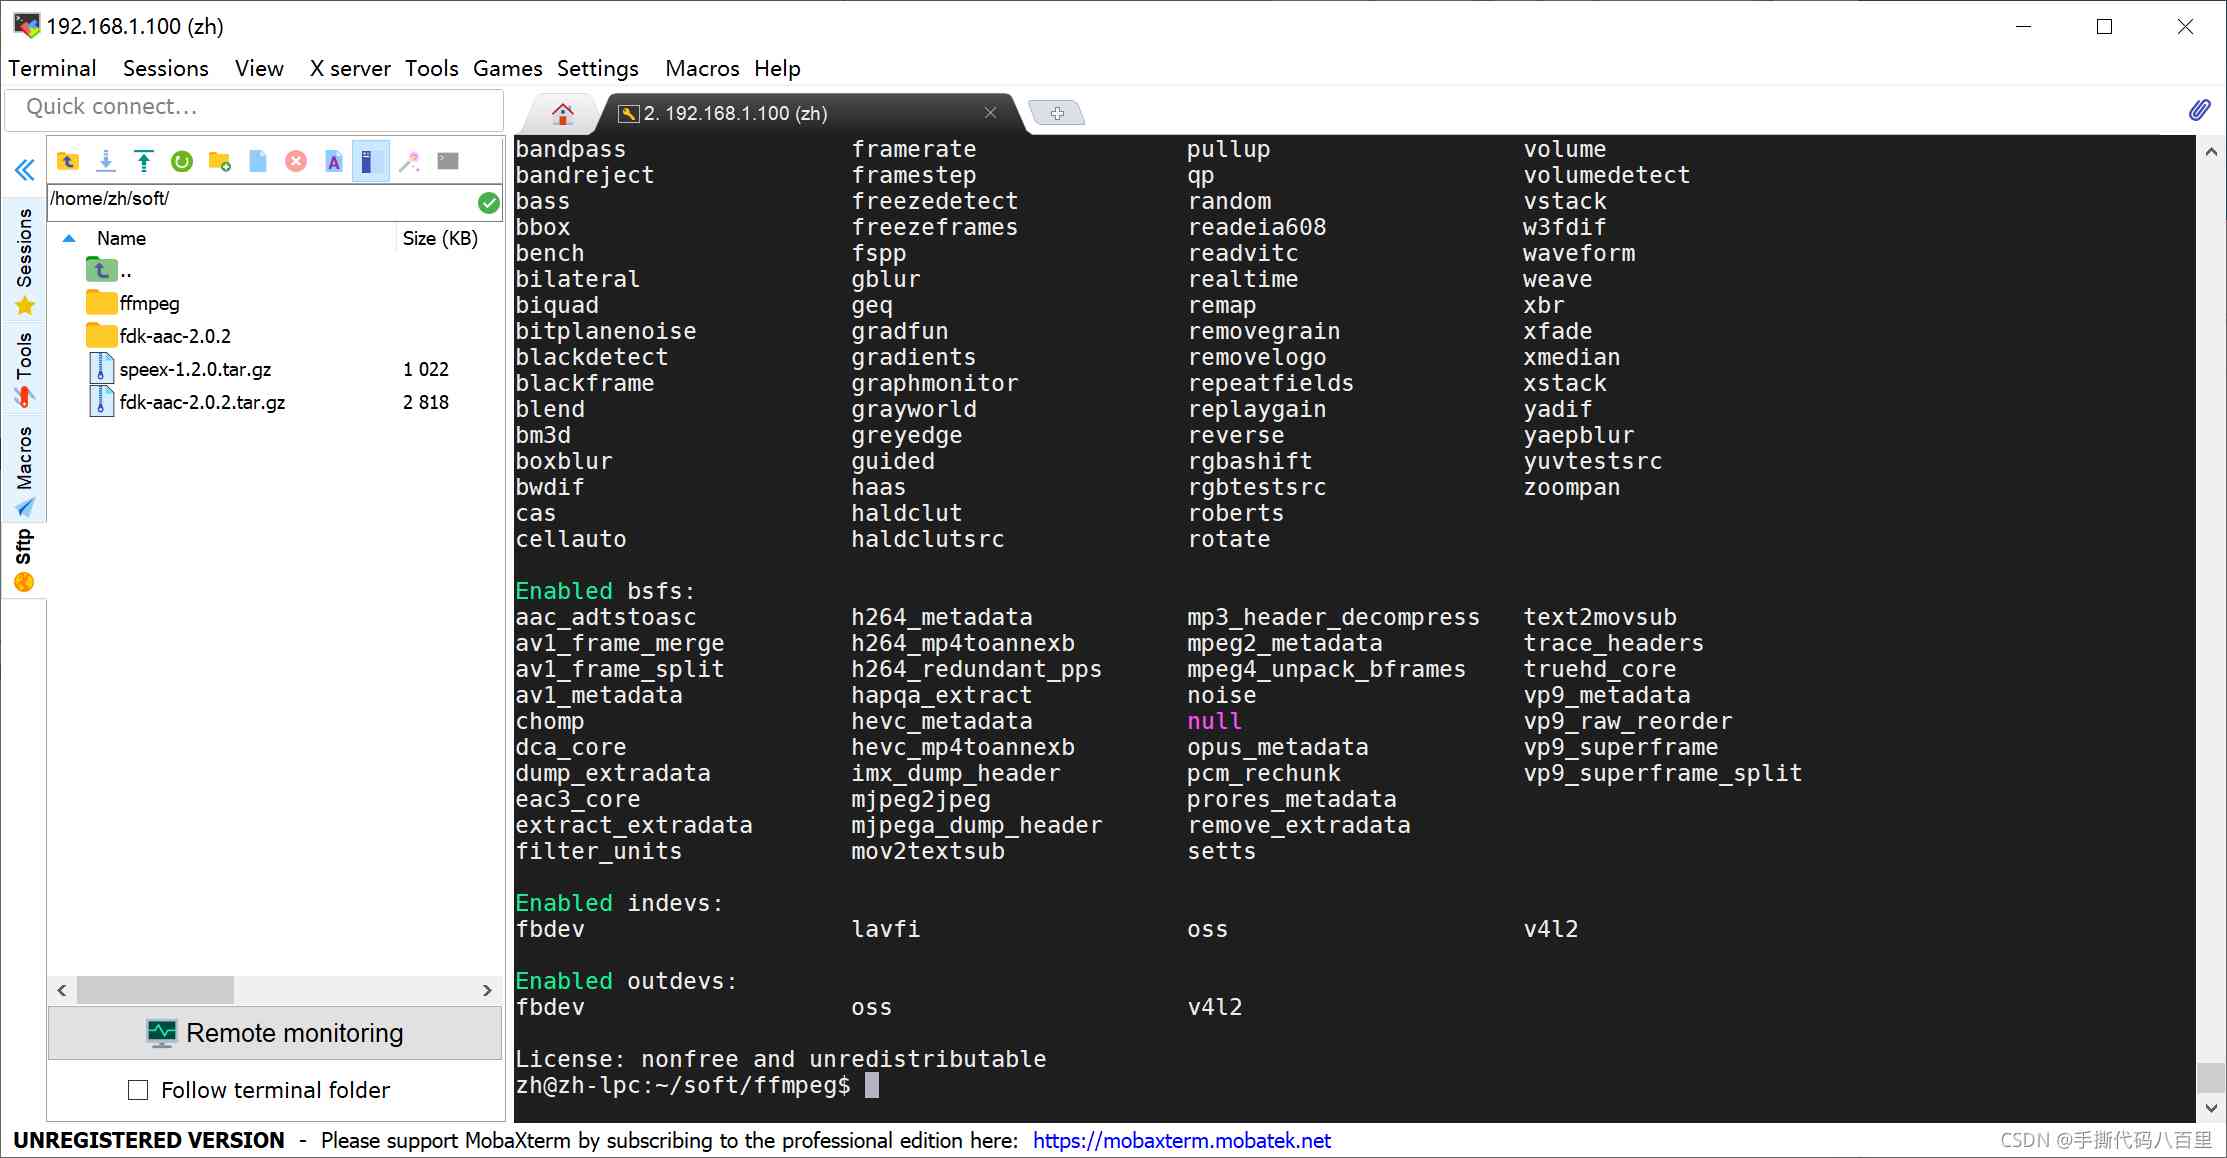 192.168.1.100 (zh)
Terminal Sessions View X server Tools Games Settings Macros Help
Quick connect...
2. 192.168.1.100 (zh)
/home/zh/soft/
Name Size (KB)
..
ffmpeg
fdk-aac-2.0.2
speex-1.2.0.tar.gz 1 022
fdk-aac-2.0.2.tar.gz 2 818
Sessions
Tools
Macros
Sftp
Remote monitoring
Follow terminal folder
bandpass framerate pullup volume
bandreject framestep qp volumedetect
bass freezedetect random vstack
bbox freezeframes readeia608 w3fdif
bench fspp readvitc waveform
bilateral gblur realtime weave
biquad geq remap xbr
bitplanenoise gradfun removegrain xfade
blackdetect gradients removelogo xmedian
blackframe graphmonitor repeatfields xstack
blend grayworld replaygain yadif
bm3d greyedge reverse yaepblur
boxblur guided rgbashift yuvtestsrc
bwdif haas rgbtestsrc zoompan
cas haldclut roberts
cellauto haldclutsrc rotate
Enabled bsfs:
aac_adtstoasc h264_metadata mp3_header_decompress text2movsub
av1_frame_merge h264_mp4toannexb mpeg2_metadata trace_headers
av1_frame_split h264_redundant_pps mpeg4_unpack_bframes truehd_core
av1_metadata hapqa_extract noise vp9_metadata
chomp hevc_metadata null vp9_raw_reorder
dca_core hevc_mp4toannexb opus_metadata vp9_superframe
dump_extradata imx_dump_header pcm_rechunk vp9_superframe_split
eac3_core mjpeg2jpeg prores_metadata
extract_extradata mjpega_dump_header remove_extradata
filter_units mov2textsub setts
Enabled indevs:
fbdev lavfi oss v4l2
Enabled outdevs:
fbdev oss v4l2
License: nonfree and unredistributable
zh@zh-lpc:~/soft/ffmpeg$
UNREGISTERED VERSION - Please support MobaXterm by subscribing to the professional edition here: https://mobaxterm.mobatek.net
CSDN @手撕代码八百里